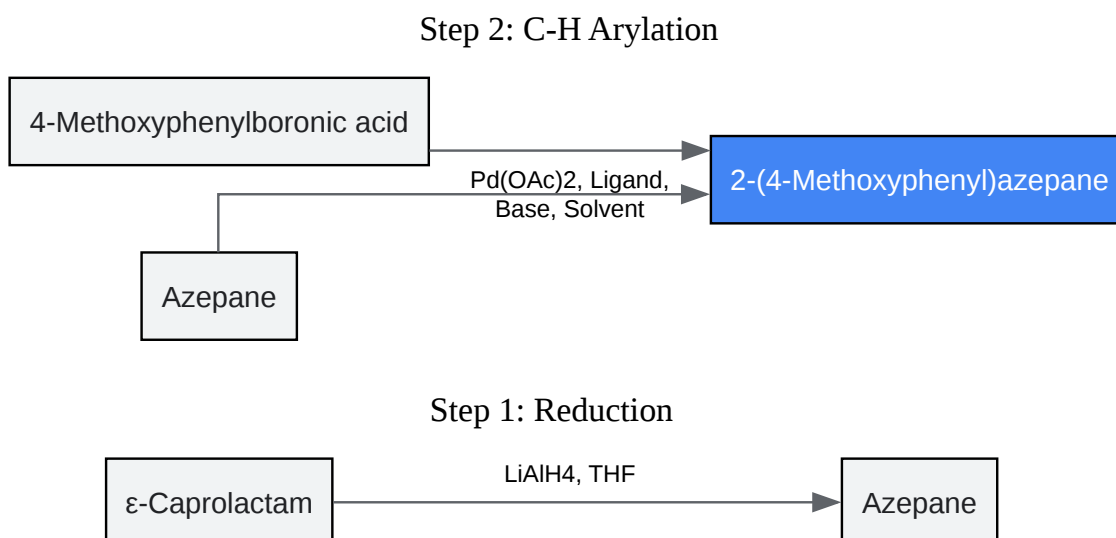 Step 2: C-H Arylation
4-Methoxyphenylboronic acid
2-(4-Methoxyphenyl)azepane
Pd(OAc)2, Ligand,
Base, Solvent
Azepane
Step 1: Reduction
ε-Caprolactam
LiAlH4, THF
Azepane